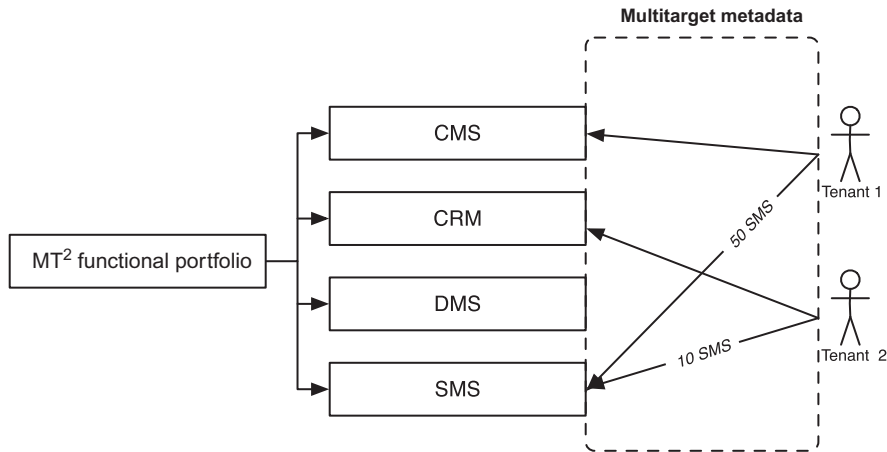 Multitarget metadata
CMS
Tenant 1
CRM
50 SMS
MT² functional portfolio
DMS
10 SMS
Tenant 2
SMS